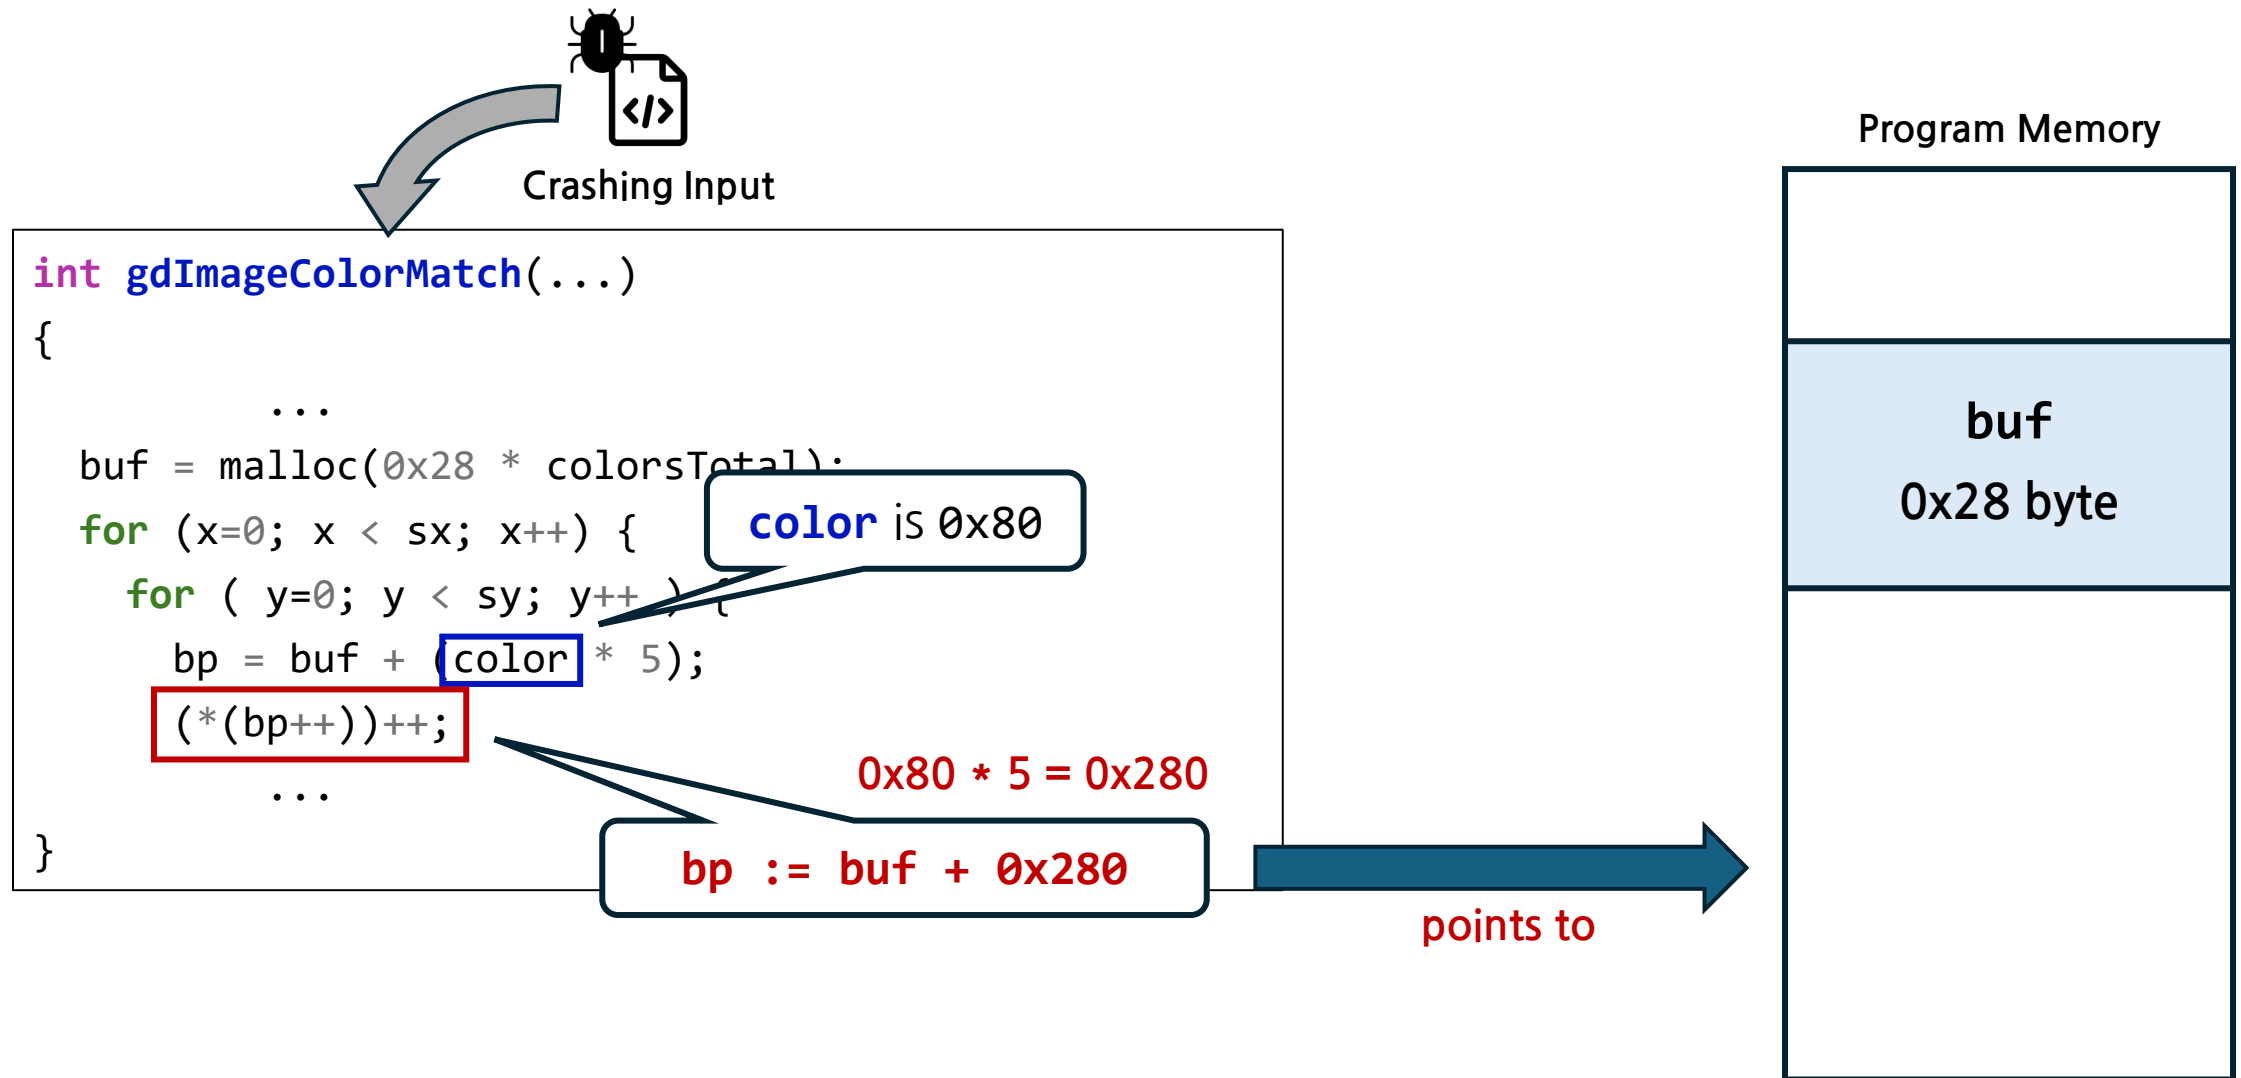 </>
Crashing Input
Program Memory
int gdImageColorMatch(...)
{
...
buf = malloc(0x28 * colorsTotal);
for (x=0; x < sx; x++) {
color is 0x80
for ( y=0; y < sy; y++ ) {
bp = buf + (color * 5);
(*(bp++))++;
0x80 * 5 = 0x280
...
bp := buf + 0x280
}
points to
buf
0x28 byte